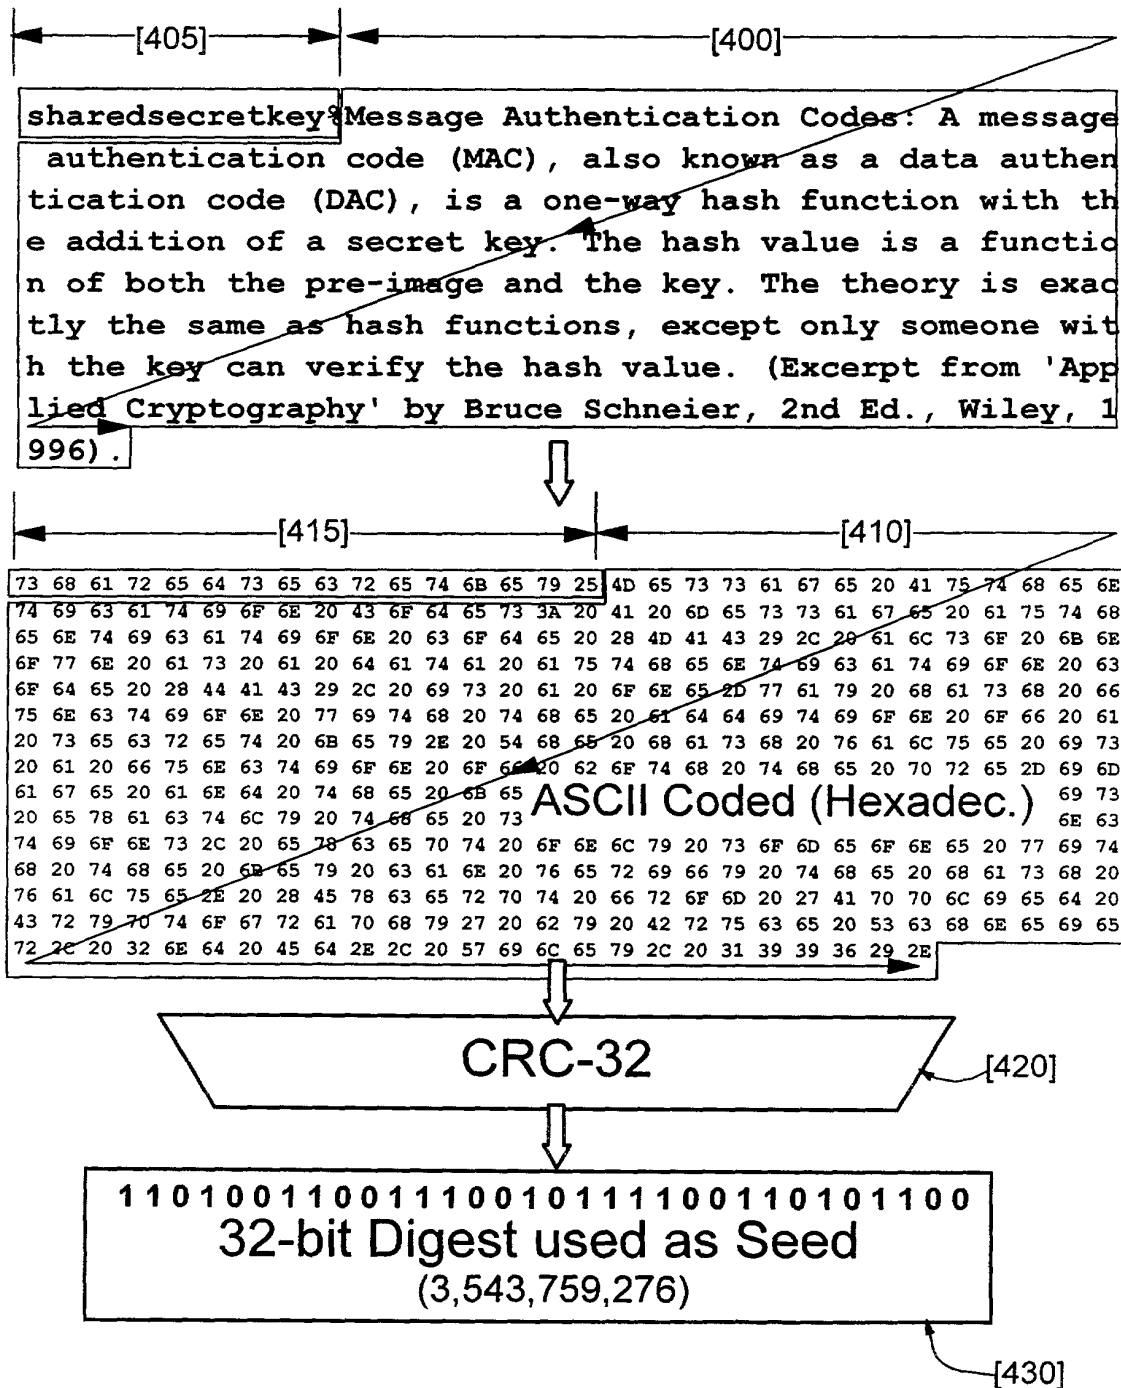 [405] [400]
sharedsecretkey%Message Authentication Codes: A message
 authentication code (MAC), also known as a data authen
tication code (DAC), is a one-way hash function with th
e addition of a secret key. The hash value is a functio
n of both the pre-image and the key. The theory is exac
tly the same as hash functions, except only someone wit
h the key can verify the hash value. (Excerpt from 'App
lied Cryptography' by Bruce Schneier, 2nd Ed., Wiley, 1
996).
[415] [410]
73 68 61 72 65 64 73 65 63 72 65 74 6B 65 79 25 4D 65 73 73 61 67 65 20 41 75 74 68 65 6E
74 69 63 61 74 69 6F 6E 20 43 6F 64 65 73 3A 20 41 20 6D 65 73 73 61 67 65 20 61 75 74 68
65 6E 74 69 63 61 74 69 6F 6E 20 63 6F 64 65 20 28 4D 41 43 29 2C 20 61 6C 73 6F 20 6B 6E
6F 77 6E 20 61 73 20 61 20 64 61 74 61 20 61 75 74 68 65 6E 74 69 63 61 74 69 6F 6E 20 63
6F 64 65 20 28 44 41 43 29 2C 20 69 73 20 61 20 6F 6E 65 2D 77 61 79 20 68 61 73 68 20 66
75 6E 63 74 69 6F 6E 20 77 69 74 68 20 74 68 65 20 61 64 64 69 74 69 6F 6E 20 6F 66 20 61
20 73 65 63 72 65 74 20 6B 65 79 2E 20 54 68 65 20 68 61 73 68 20 76 61 6C 75 65 20 69 73
20 61 20 66 75 6E 63 74 69 6F 6E 20 6F 66 20 62 6F 74 68 20 74 68 65 20 70 72 65 2D 69 6D
61 67 65 20 61 6E 64 20 74 68 65 20 6B 65 ASCII Coded (Hexadec.) 69 73
20 65 78 61 63 74 6C 79 20 74 68 65 20 73 6E 63
74 69 6F 6E 73 2C 20 65 78 63 65 70 74 20 6F 6E 6C 79 20 73 6F 6D 65 6F 6E 65 20 77 69 74
68 20 74 68 65 20 6B 65 79 20 63 61 6E 20 76 65 72 69 66 79 20 74 68 65 20 68 61 73 68 20
76 61 6C 75 65 2E 20 28 45 78 63 65 72 70 74 20 66 72 6F 6D 20 27 41 70 70 6C 69 65 64 20
43 72 79 70 74 6F 67 72 61 70 68 79 27 20 62 79 20 42 72 75 63 65 20 53 63 68 6E 65 69 65
72 2C 20 32 6E 64 20 45 64 2E 2C 20 57 69 6C 65 79 2C 20 31 39 39 36 29 2E
CRC-32
[420]
11010011001110010111100110101100
32-bit Digest used as Seed
(3,543,759,276)
[430]